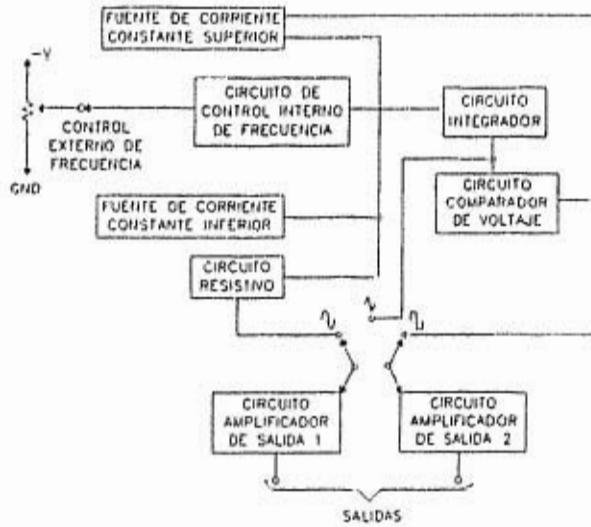 FUENTE DE CORRIENTE
CONSTANTE SUPERIOR
-V
CIRCUITO DE
CONTROL INTERNO
DE FRECUENCIA
CIRCUITO
INTEGRADOR
CONTROL
EXTERNO DE
FRECUENCIA
GND
CIRCUITO
COMPARADOR
DE VOLTAJE
FUENTE DE CORRIENTE
CONSTANTE INFERIOR
CIRCUITO
RESISTIVO
CIRCUITO
AMPLIFICADOR
DE SALIDA 1
CIRCUITO
AMPLIFICADOR
DE SALIDA 2
SALIDAS